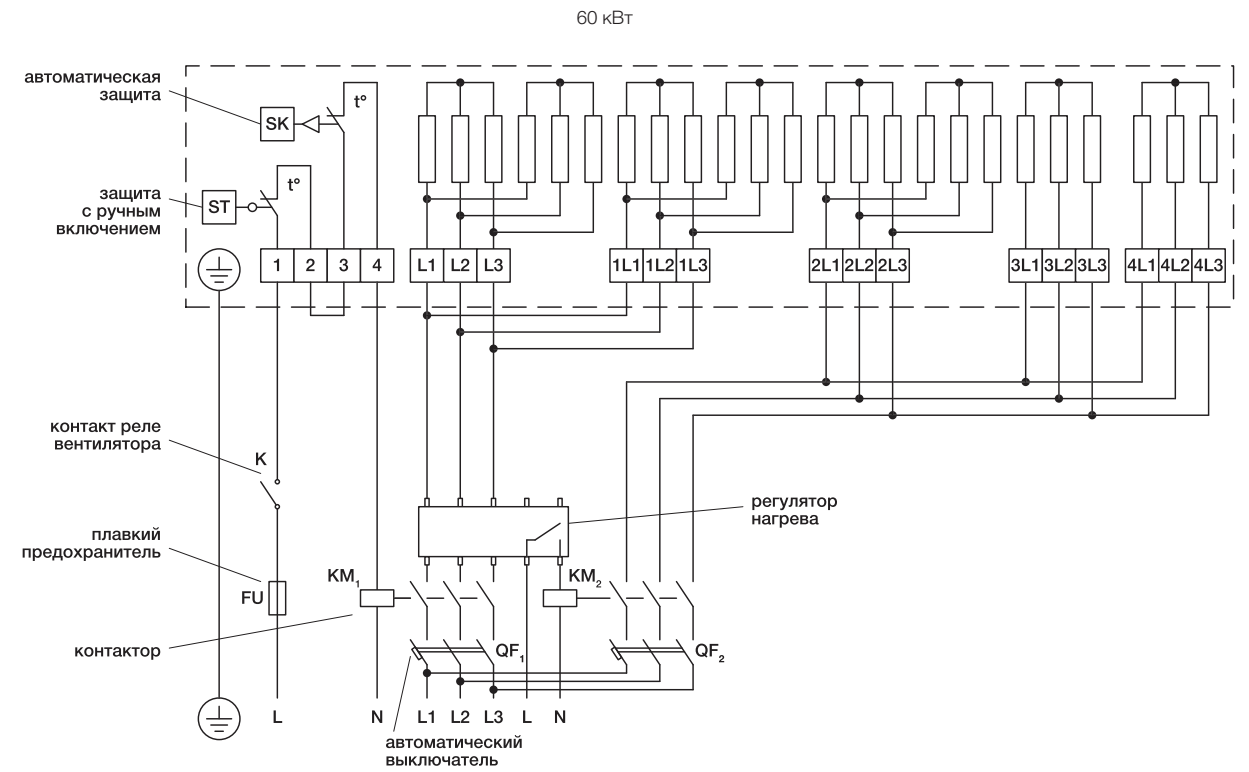 60 кВт
автоматическая
защита
SK
t°
защита
с ручным
включением
ST
t°
1 2 3 4 L1 L2 L3 1L1 1L2 1L3 2L1 2L2 2L3 3L1 3L2 3L3 4L1 4L2 4L3
контакт реле
вентилятора
K
регулятор
нагрева
плавкий
предохранитель
FU
KM1
KM2
контактор
QF1
QF2
L N L1 L2 L3 L N
автоматический
выключатель